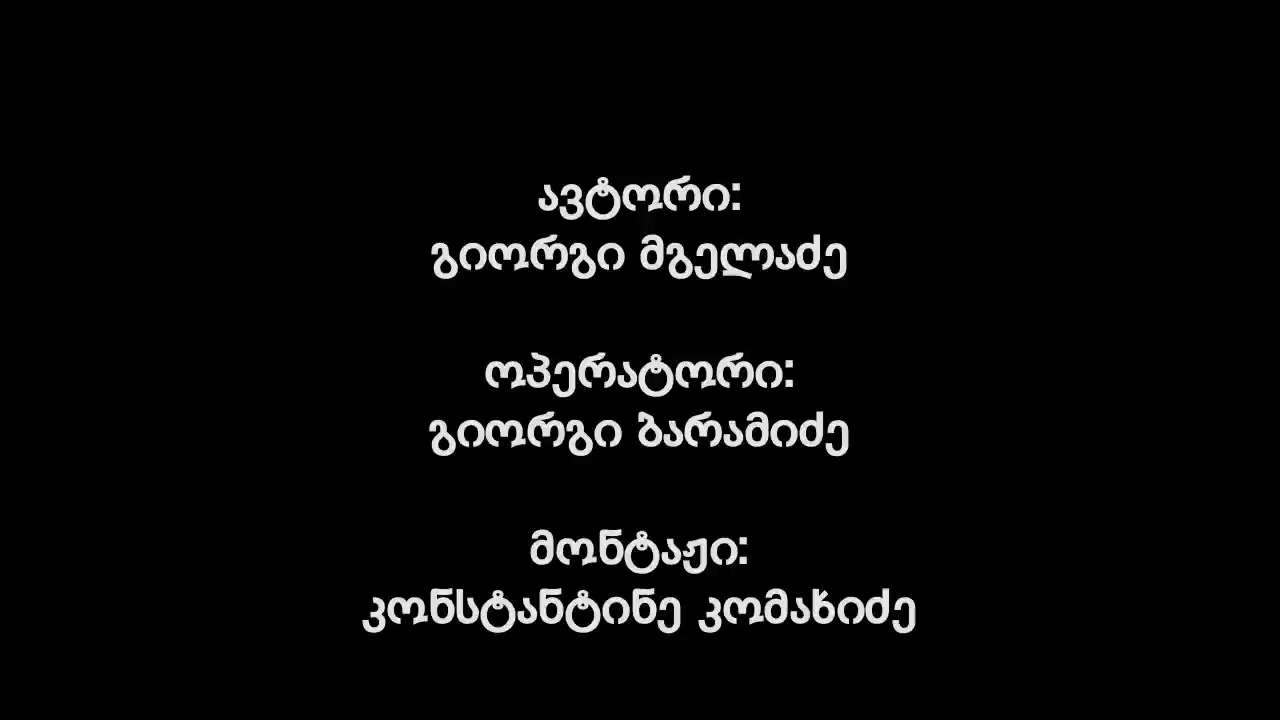 ავტორი:
გიორგი მგელაძე
ოპერატორი:
გიორგი ბარამიძე
მონტაჟი:
კონსტანტინე კომახიძე